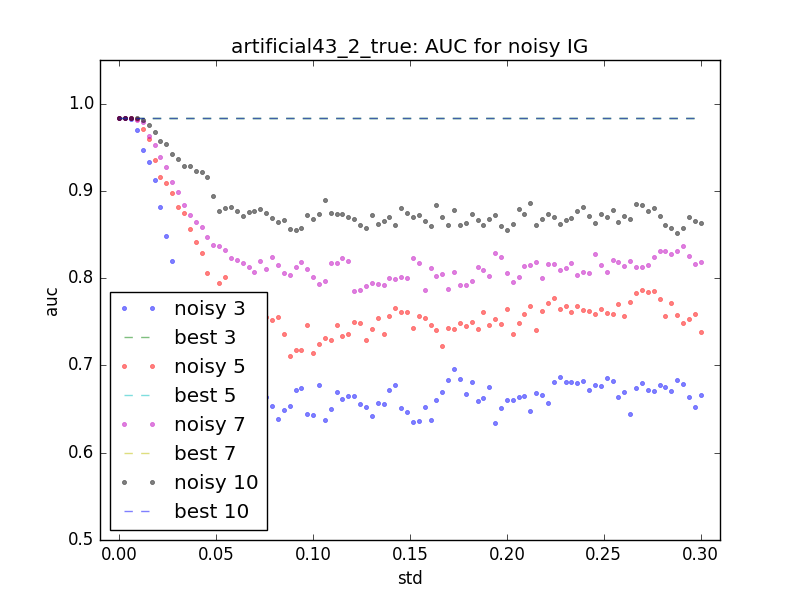 artificial43_2_true: AUC for noisy IG
1.0
0.9
0.8
0.7
0.6
0.5
auc
noisy 3
best 3
noisy 5
best 5
noisy 7
best 7
noisy 10
best 10
0.00 0.05 0.10 0.15 0.20 0.25 0.30
std